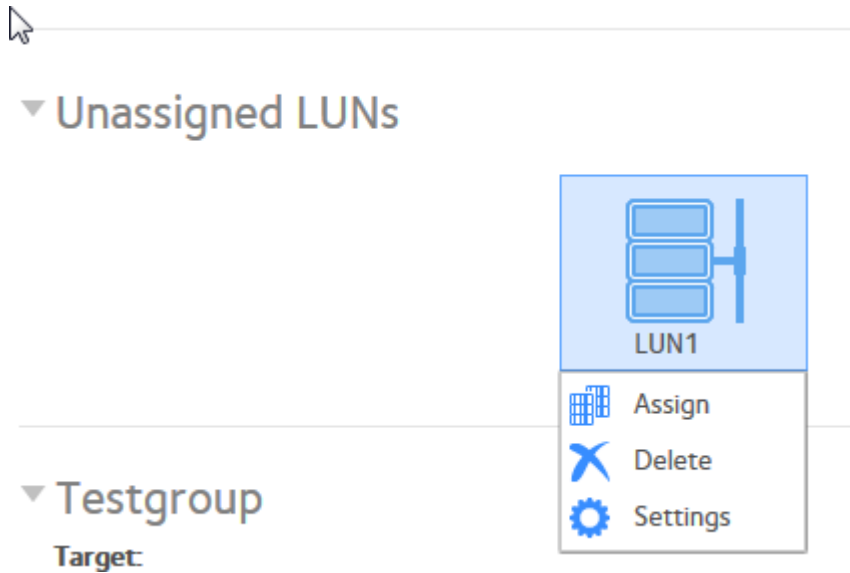 Unassigned LUNs
LUN1
Assign
Delete
Settings
Testgroup
Target: